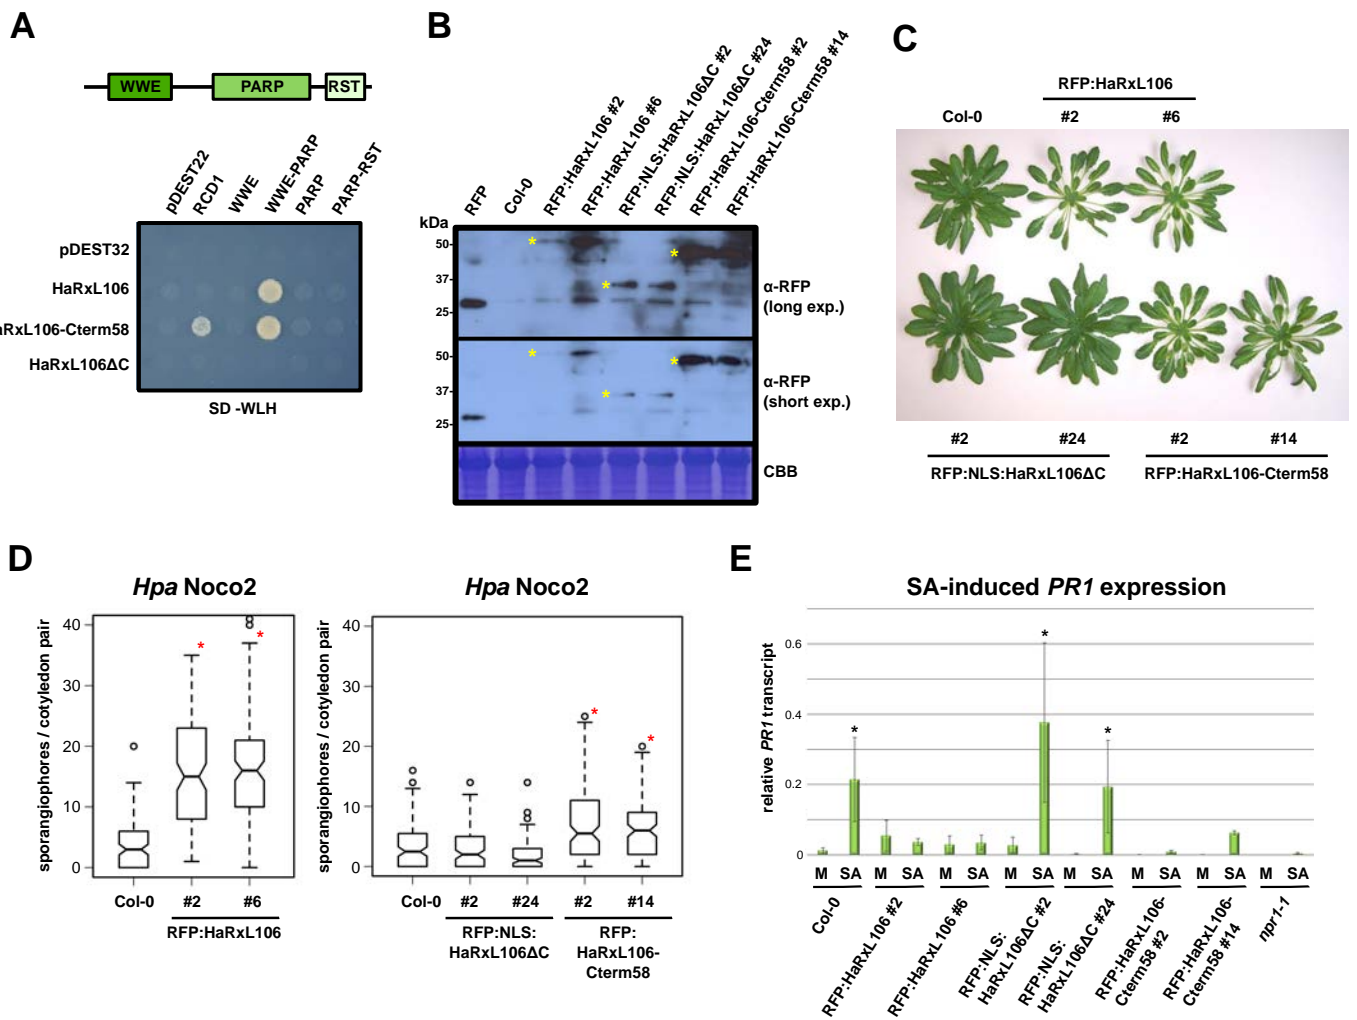 A
WWE PARP RST
pDEST22
RCD1
WWE
WWE-PARP
PARP
PARP-RST
pDEST32
HaRxL106
aRxL106-Cterm58
HaRxL106ΔC
SD -WLH
B
RFP
Col-0
RFP:HaRxL106 #2
RFP:HaRxL106 #6
RFP:NLS:HaRxL106ΔC #2
RFP:NLS:HaRxL106ΔC #24
RFP:HaRxL106-Cterm58 #2
RFP:HaRxL106-Cterm58 #14
kDa
50-
37-
25-
* * *
α-RFP
(long exp.)
50-
37-
25-
* * *
α-RFP
(short exp.)
CBB
C
RFP:HaRxL106
Col-0 #2 #6
#2 #24 #2 #14
RFP:NLS:HaRxL106ΔC RFP:HaRxL106-Cterm58
D
Hpa Noco2
sporangiophores / cotyledon pair
40
30
20
10
0
* *
Col-0 #2 #6
RFP:HaRxL106
Hpa Noco2
sporangiophores / cotyledon pair
40
30
20
10
0
* *
Col-0 #2 #24 #2 #14
RFP:NLS:
HaRxL106ΔC
RFP:
HaRxL106-
Cterm58
E
SA-induced PR1 expression
relative PR1 transcript
0.6
0.4
0.2
0
* * *
M SA M SA M SA M SA M SA M SA M SA M SA
Col-0
RFP:HaRxL106 #2
RFP:HaRxL106 #6
RFP:NLS:
HaRxL106ΔC #2
RFP:NLS:
HaRxL106ΔC #24
RFP:HaRxL106-
Cterm58 #2
RFP:HaRxL106-
Cterm58 #14
npr1-1